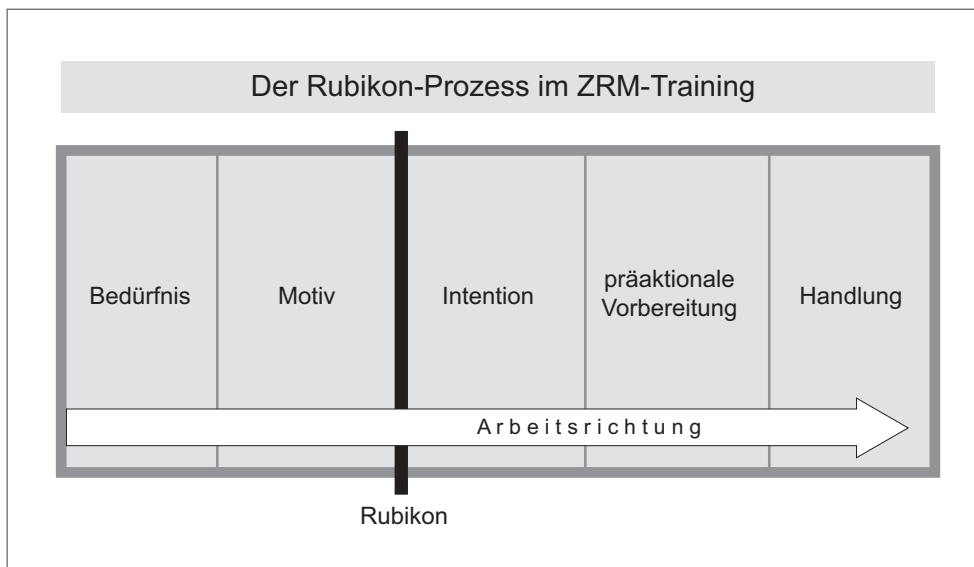 Der Rubikon-Prozess im ZRM-Training
Bedürfnis
Motiv
Intention
präaktionale
Vorbereitung
Handlung
Arbeitsrichtung
Rubikon